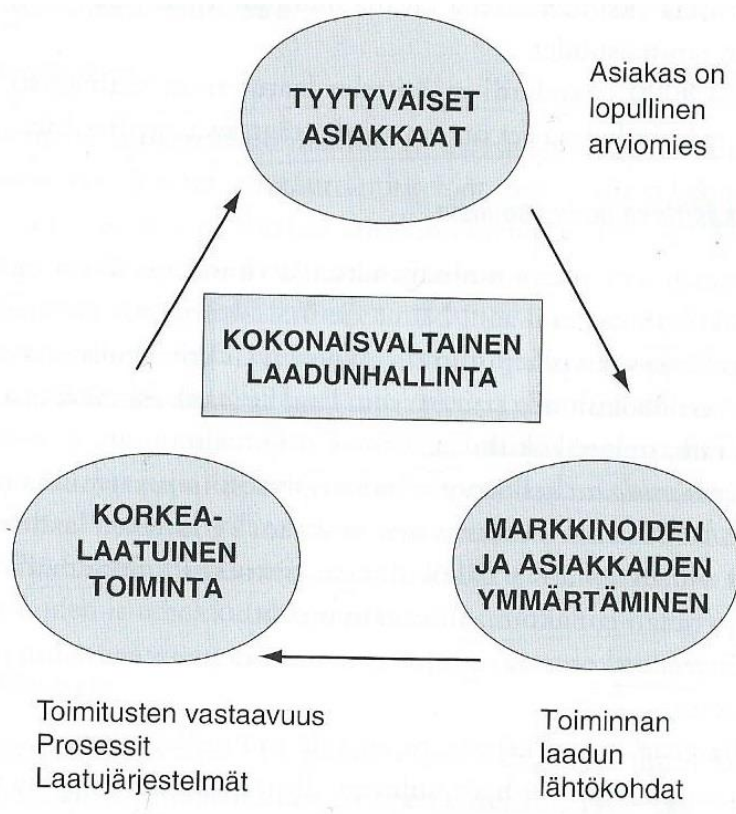 TYYTYVÄISET
ASIAKKAAT
Asiakas on
lopullinen
arviomies
KOKONAISVALTAINEN
LAADUNHALLINTA
KORKEA-
LAATUINEN
TOIMINTA
MARKKINOIDEN
JA ASIAKKAIDEN
YMMÄRTÄMINEN
Toimitusten vastaavuus
Prosessit
Laatujärjestelmät
Toiminnan
laadun
lähtökohdat